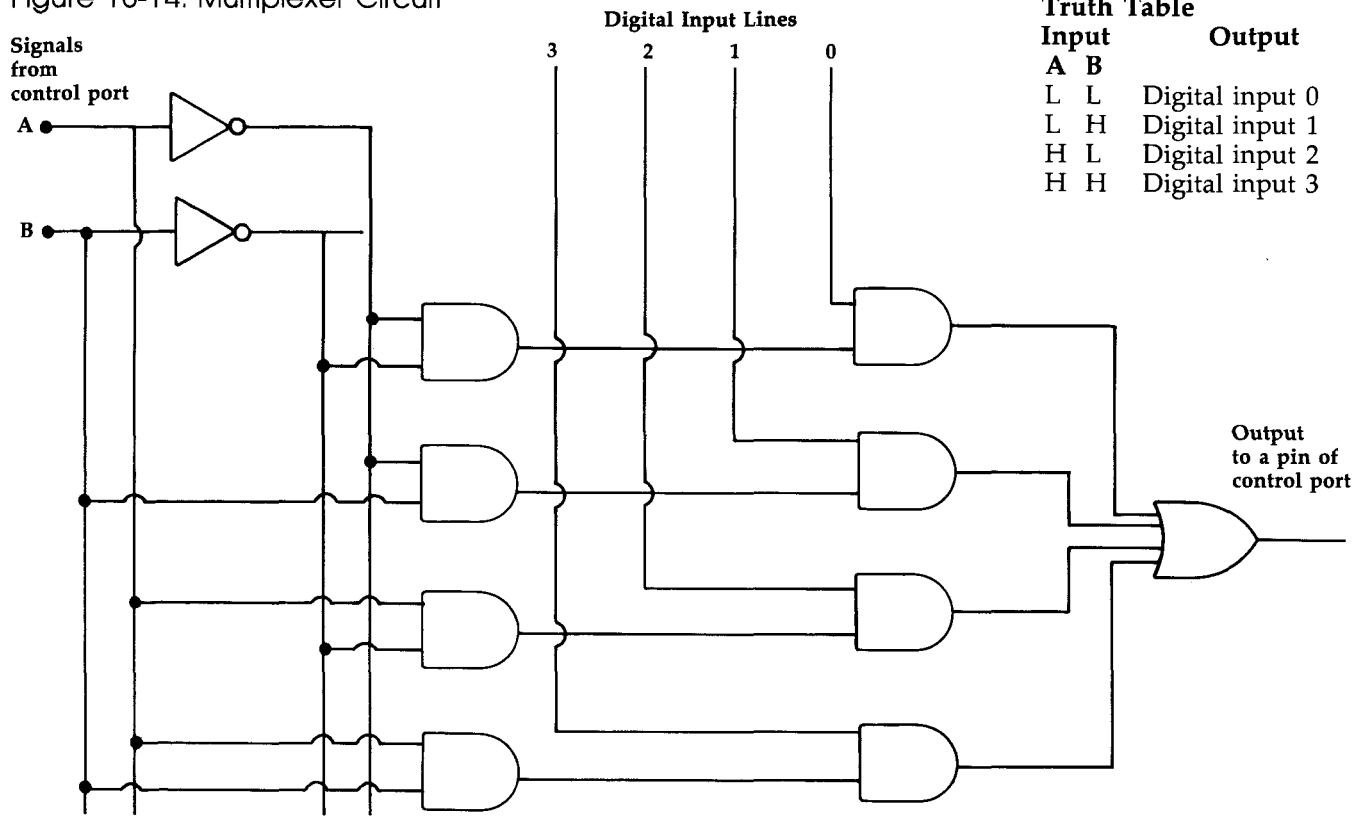 Figure 16-14. Multiplexer Circuit
Digital Input Lines
3 2 1 0
Signals
from
control port
A
B
Truth Table
Input Output
A B
L L Digital input 0
L H Digital input 1
H L Digital input 2
H H Digital input 3
Output
to a pin of
control port